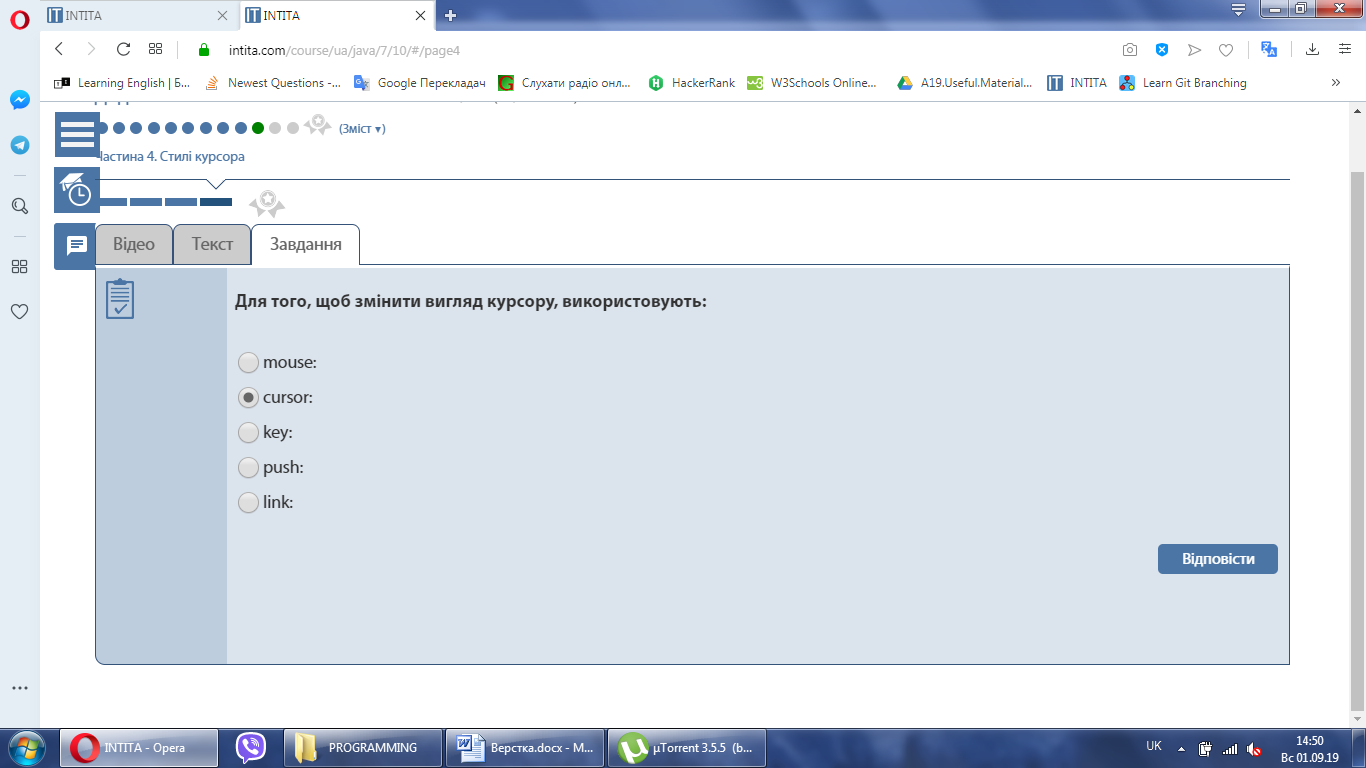 INTITA
INTITA
intita.com/course/ua/java/7/10/#/page4
Learning English | Б...
Newest Questions -...
Google Перекладач
Слухати радіо онл...
HackerRank
W3Schools Online...
A19.Useful.Material...
INTITA
Learn Git Branching
(Зміст ▾)
Частина 4. Стилі курсора
Відео
Текст
Завдання
Для того, щоб змінити вигляд курсору, використовують:
mouse:
cursor:
key:
push:
link:
Відповісти
INTITA - Opera
PROGRAMMING
Верстка.docx - M...
µTorrent 3.5.5 (b...
UK
14:50
Вс 01.09.19